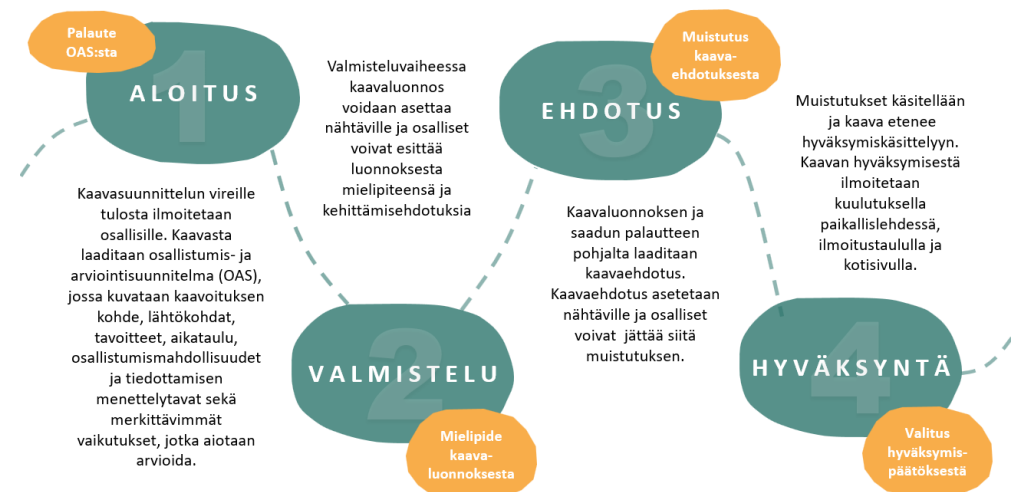 Palaute
OAS:sta
1
ALOITUS
Kaavasuunnittelun vireille
tulosta ilmoitetaan
osallisille. Kaavasta
laaditaan osallistumis- ja
arviointisuunnitelma (OAS),
jossa kuvataan kaavoituksen
kohde, lähtökohdat,
tavoitteet, aikataulu,
osallistumismahdollisuudet
ja tiedottamisen
menettelytavat sekä
merkittävimmät
vaikutukset, jotka aiotaan
arvioida.
Valmisteluvaiheessa
kaavaluonnos
voidaan asettaa
nähtäville ja osalliset
voivat esittää
luonnoksesta
mielipiteensä ja
kehittämisehdotuksia
2
VALMISTELU
Mielipide
kaava-
luonnoksesta
Muistutus
kaava-
ehdotuksesta
3
EHDOTUS
Kaavaluonnoksen ja
saadun palautteen
pohjalta laaditaan
kaavaehdotus.
Kaavaehdotus asetetaan
nähtäville ja osalliset
voivat jättää siitä
muistutuksen.
Muistutukset käsitellään
ja kaava etenee
hyväksymiskäsittelyyn.
Kaavan hyväksymisestä
ilmoitetaan
kuulutuksella
paikallislehdessä,
ilmoitustaululla ja
kotisivulla.
4
HYVÄKSYNTÄ
Valitus
hyväksymis-
päätöksestä